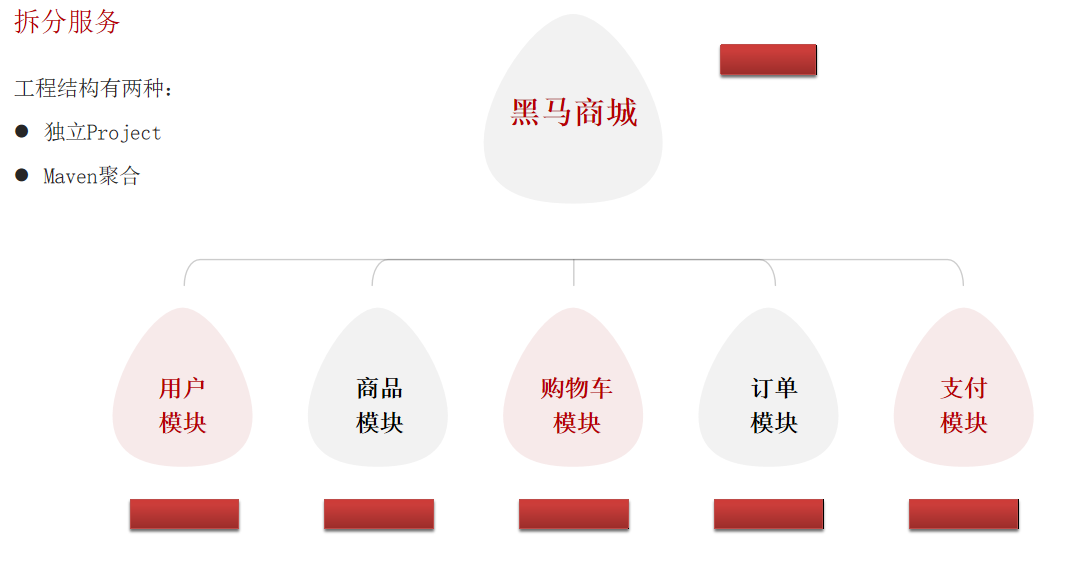 拆分服务
工程结构有两种：
● 独立Project
● Maven聚合
黑马商城
用户
模块
商品
模块
购物车
模块
订单
模块
支付
模块